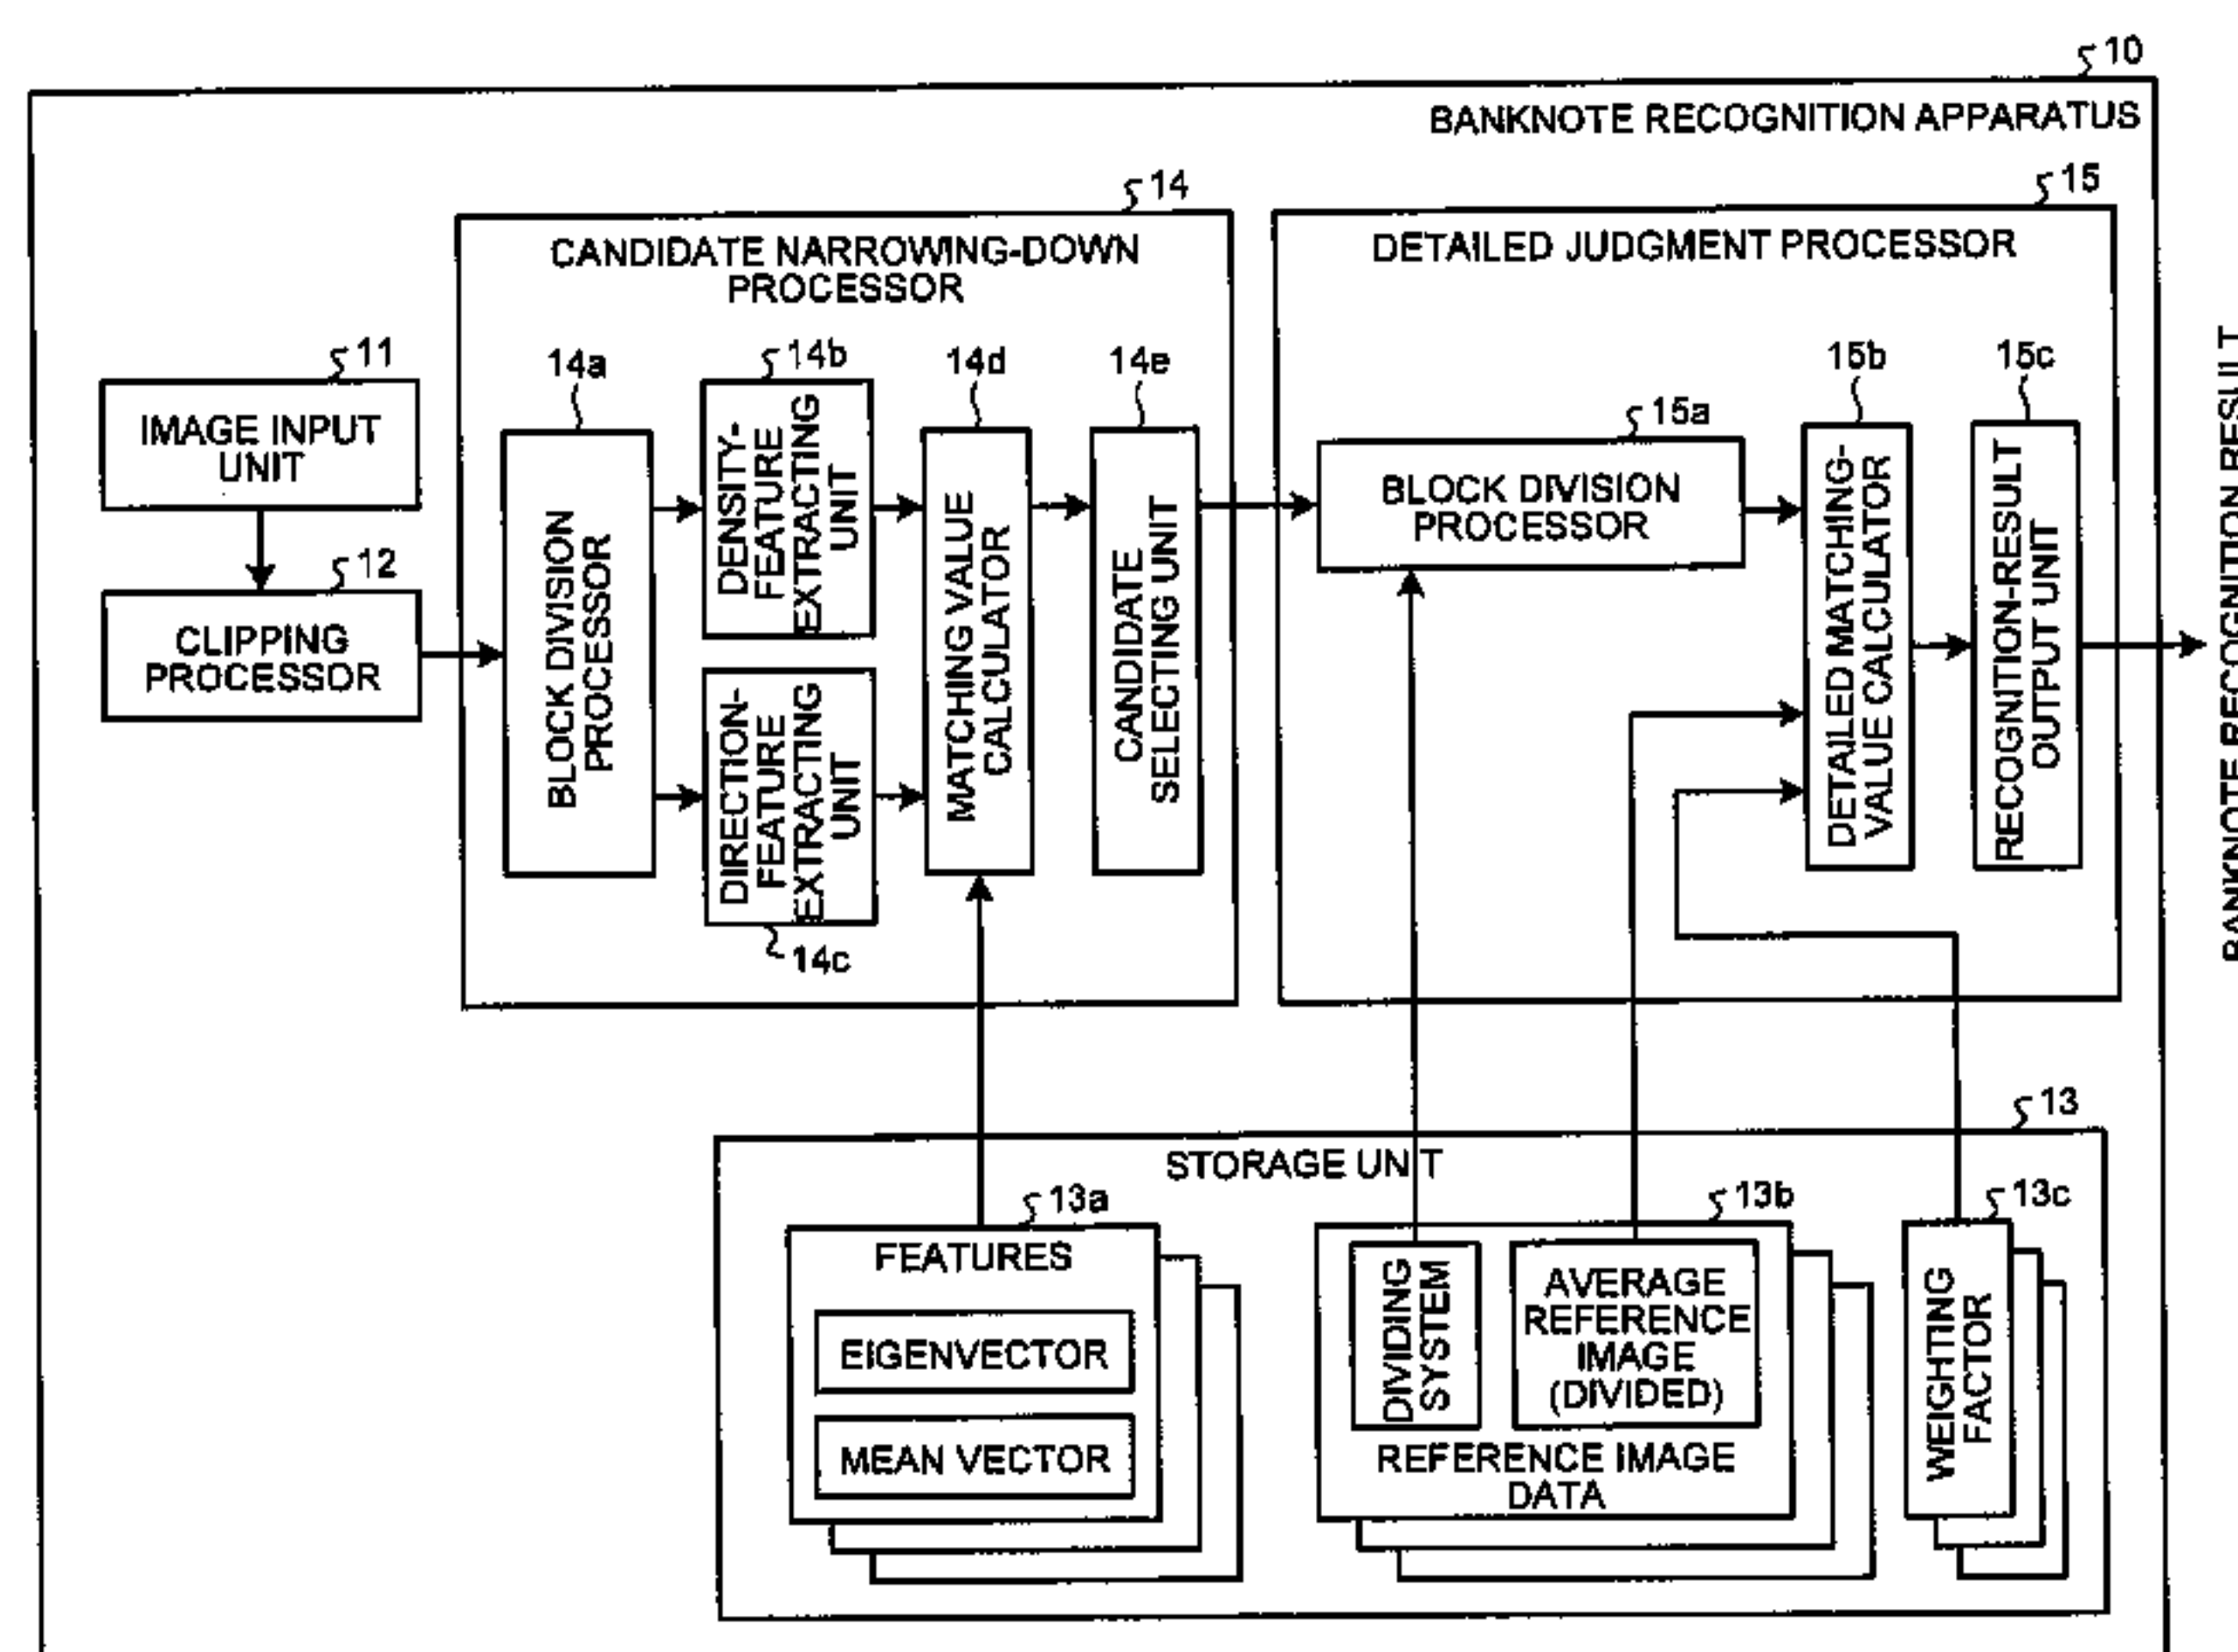 10
BANKNOTE RECOGNITION APPARATUS
14
CANDIDATE NARROWING-DOWN
PROCESSOR
15
DETAILED JUDGMENT PROCESSOR
11
IMAGE INPUT
UNIT
12
CLIPPING
PROCESSOR
14a
BLOCK DIVISION
PROCESSOR
14b
DENSITY-
FEATURE
EXTRACTING
UNIT
DIRECTION-
FEATURE
EXTRACTING
UNIT
14c
14d
MATCHING VALUE
CALCULATOR
14e
CANDIDATE
SELECTING UNIT
15a
BLOCK DIVISION
PROCESSOR
15b
DETAILED MATCHING-
VALUE CALCULATOR
15c
RECOGNITION-RESULT
OUTPUT UNIT
BANKNOTE RECOGNITION RESULT
13
STORAGE UNIT
13a
FEATURES
EIGENVECTOR
MEAN VECTOR
13b
DIVIDING
SYSTEM
AVERAGE
REFERENCE
IMAGE
(DIVIDED)
REFERENCE IMAGE
DATA
13c
WEIGHTING
FACTOR